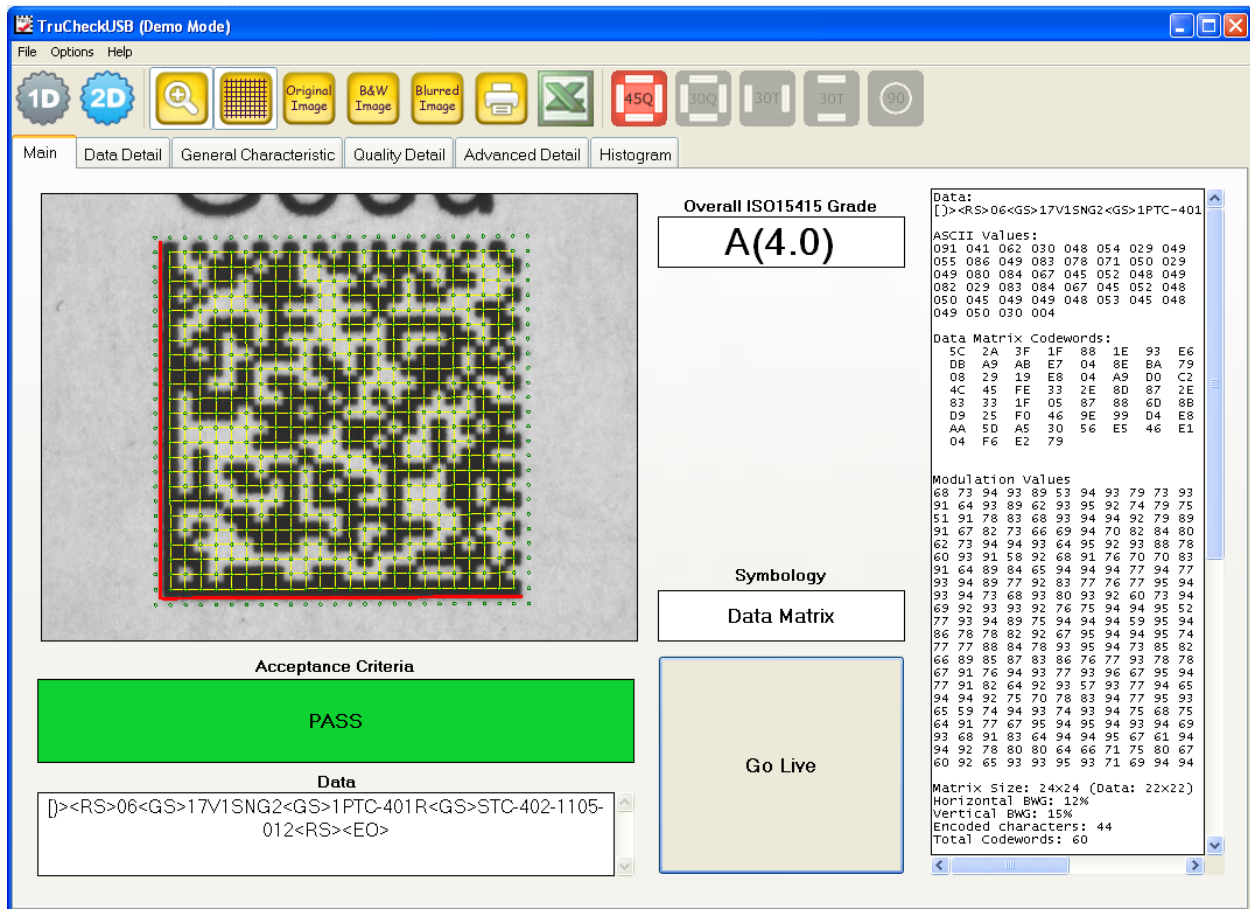 TruCheckUSB (Demo Mode)
File Options Help
1D 2D Original Image B&W Image Blurred Image 45Q 30Q 30T 30T 90
Main Data Detail General Characteristic Quality Detail Advanced Detail Histogram
Overall ISO15415 Grade
A(4.0)
Symbology
Data Matrix
Acceptance Criteria
PASS
Go Live
Data
[)><RS>06<GS>17V1SNG2<GS>1PTC-401R<GS>STC-402-1105-
012<RS><EO>
Data:
[)><RS>06<GS>17V1SNG2<GS>1PTC-401
ASCII Values:
091 041 062 030 048 054 029 049
055 086 049 083 078 071 050 029
049 080 084 067 045 052 048 049
082 029 083 084 067 045 052 048
050 045 049 049 048 053 045 048
049 050 030 004
Data Matrix Codewords:
5C 2A 3F 1F 88 1E 93 E6
DB A9 AB E7 04 8E BA 79
08 29 19 E8 04 A9 D0 C2
4C 45 FE 33 2E 8D 87 2E
83 33 1F 05 87 88 6D 8B
D9 25 F0 46 9E 99 D4 E8
AA 5D A5 30 56 E5 46 E1
04 F6 E2 79
Modulation Values
68 73 94 93 89 53 94 93 79 73 93
91 64 93 89 62 93 95 92 74 79 75
51 91 78 83 68 93 94 94 92 79 89
91 67 82 73 66 69 94 70 82 84 80
62 73 94 94 93 64 95 92 93 88 78
60 93 91 58 92 68 91 76 70 70 83
91 64 89 84 65 94 94 94 77 94 77
93 94 89 77 92 83 77 76 77 95 94
93 94 73 68 93 80 93 92 60 73 94
69 92 93 93 92 76 75 94 94 95 52
77 93 94 89 75 94 94 94 59 95 94
86 78 78 82 92 67 95 94 94 95 74
77 77 88 84 78 93 95 94 73 85 82
66 89 85 87 83 86 76 77 93 78 78
67 91 76 94 93 77 93 96 67 95 94
77 91 82 64 92 93 57 93 77 94 65
94 94 92 75 70 78 83 94 77 95 93
65 59 74 94 93 74 93 94 75 68 75
64 91 77 67 95 94 95 94 93 94 69
93 68 91 83 64 94 94 95 67 61 94
94 92 78 80 80 64 66 71 75 80 67
60 92 65 93 93 95 93 71 69 94 94
Matrix Size: 24x24 (Data: 22x22)
Horizontal BWG: 12%
Vertical BWG: 15%
Encoded characters: 44
Total Codewords: 60